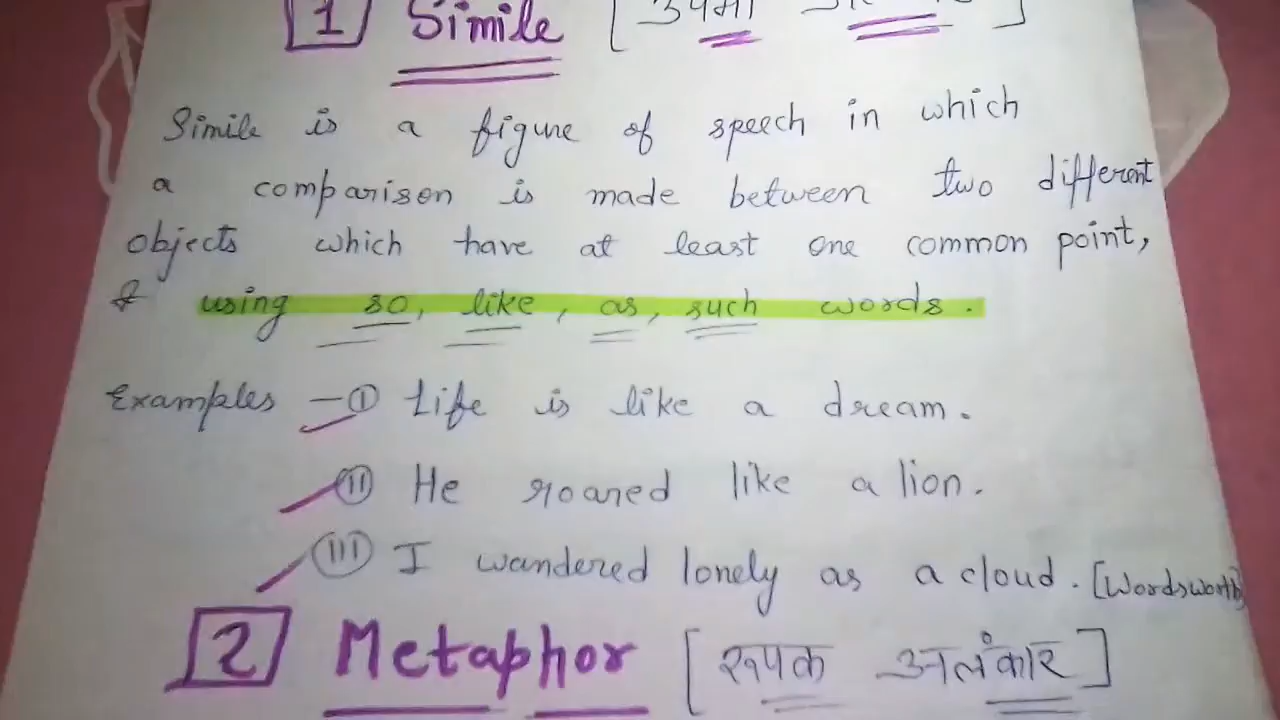 1 Simile [उपमा
Simile is a figure of speech in which
a comparison is made between two different
objects which have at least one common point,
& using so, like, as, such words.
Examples - (I) Life is like a dream.
(II) He roared like a lion.
(III) I wandered lonely as a cloud. [Wordsworth]
2 Metaphor [रूपक अलंकार]